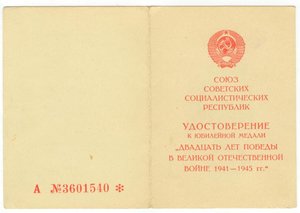 СОЮЗ
СОВЕТСКИХ
СОЦИАЛИСТИЧЕСКИХ
РЕСПУБЛИК
УДОСТОВЕРЕНИЕ
К ЮБИЛЕЙНОЙ МЕДАЛИ
„ДВАДЦАТЬ ЛЕТ ПОБЕДЫ
В ВЕЛИКОЙ ОТЕЧЕСТВЕННОЙ
ВОЙНЕ 1941—1945 гг."
А №3601540 *